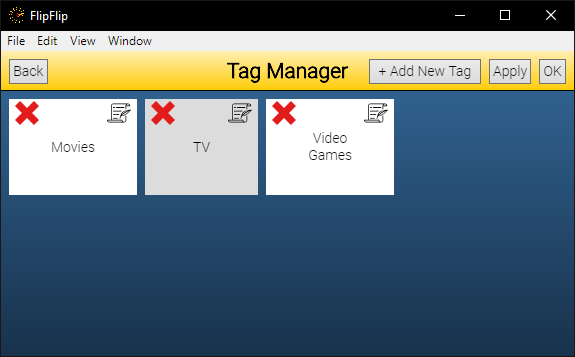 FlipFlip
File Edit View Window
Back Tag Manager + Add New Tag Apply OK
Movies
TV
Video
Games